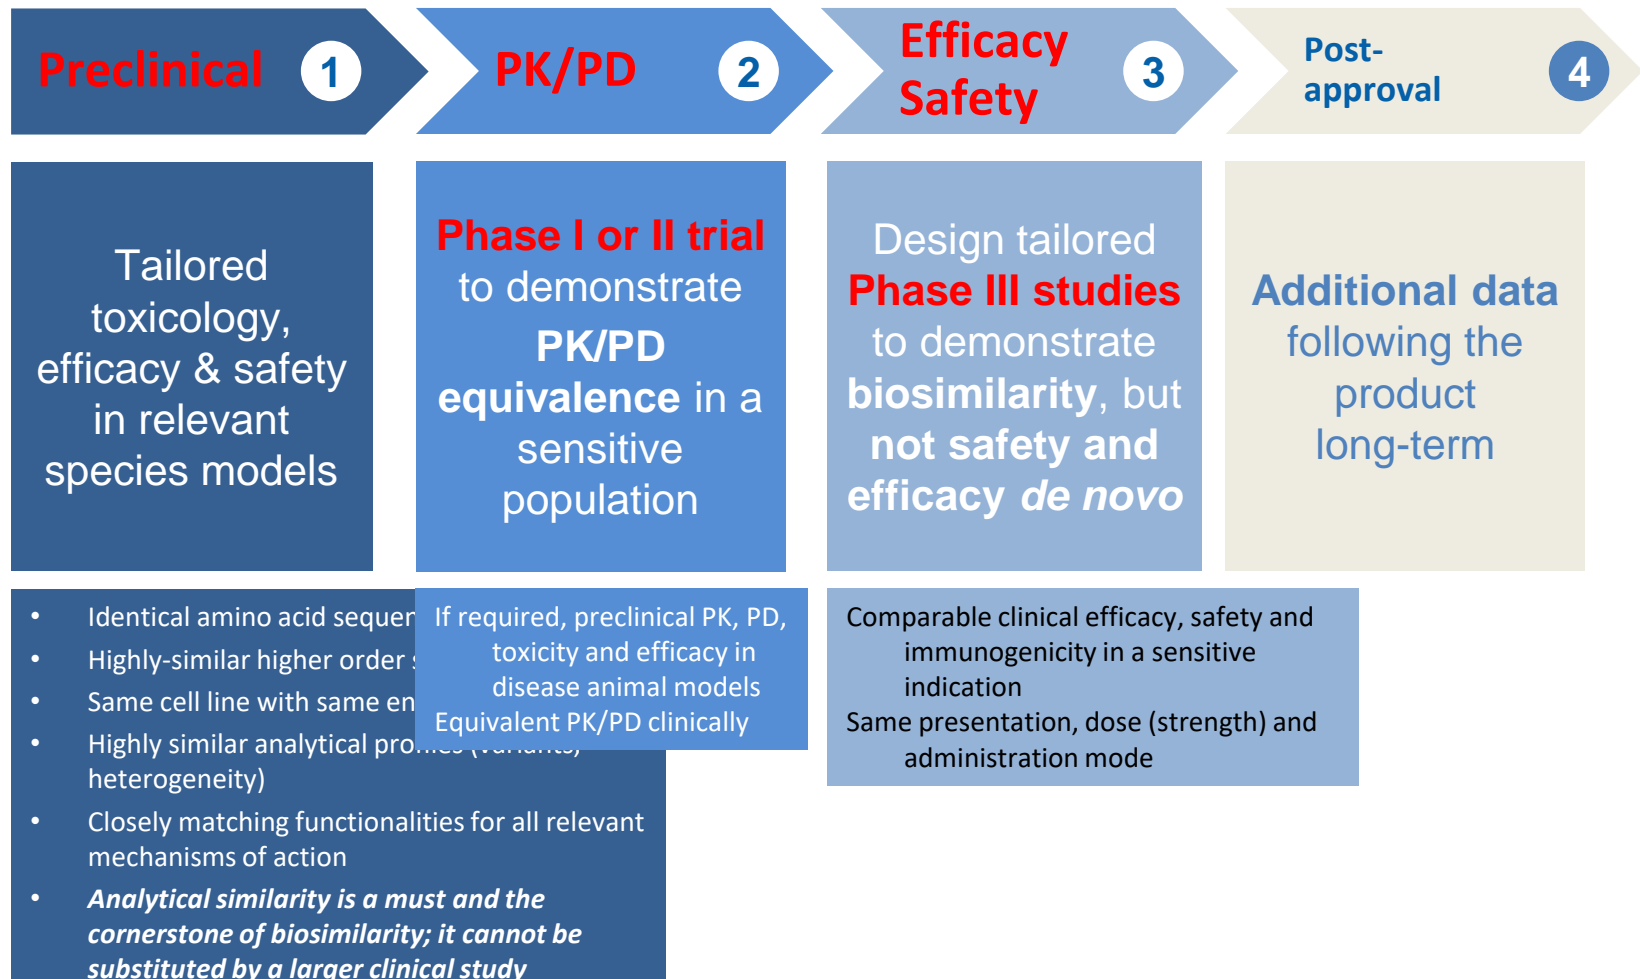 Preclinical 1
PK/PD 2
Efficacy
Safety 3
Post-
approval 4
Tailored
toxicology,
efficacy & safety
in relevant
species models
Phase I or II trial
to demonstrate
PK/PD
equivalence in a
sensitive
population
Design tailored
Phase III studies
to demonstrate
biosimilarity, but
not safety and
efficacy de novo
Additional data
following the
product
long-term
• Identical amino acid
• Highly-similar higher order
• Same cell line with same
• Highly similar analytical
heterogeneity)
• Closely matching functionalities for all relevant
mechanisms of action
• Analytical similarity is a must and the
cornerstone of biosimilarity; it cannot be
substituted by a larger clinical study
If required, preclinical PK, PD,
toxicity and efficacy in
disease animal models
Equivalent PK/PD clinically
Comparable clinical efficacy, safety and
immunogenicity in a sensitive
indication
Same presentation, dose (strength) and
administration mode